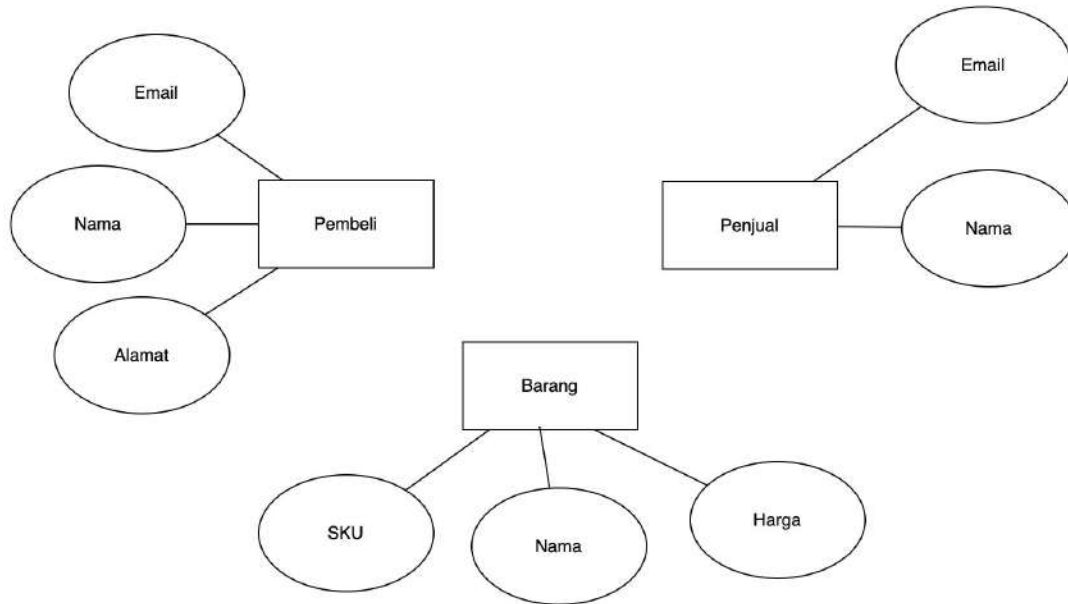 Email
Email
Nama
Pembeli
Penjual
Nama
Alamat
Barang
SKU
Nama
Harga